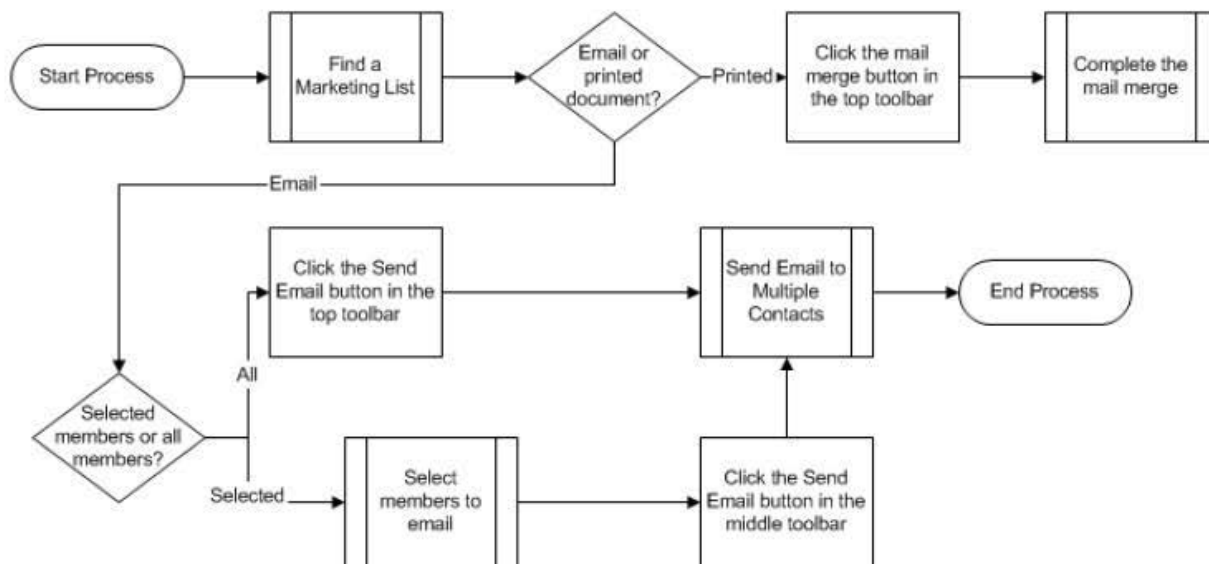 Start Process
Find a
Marketing List
Email or
printed
document?
Printed
Click the mail
merge button in
the top toolbar
Complete the
mail merge
Email
Click the Send
Email button in the
top toolbar
Send Email to
Multiple
Contacts
End Process
All
Selected
members or all
members?
Selected
Select
members to
email
Click the Send
Email button in the
middle toolbar